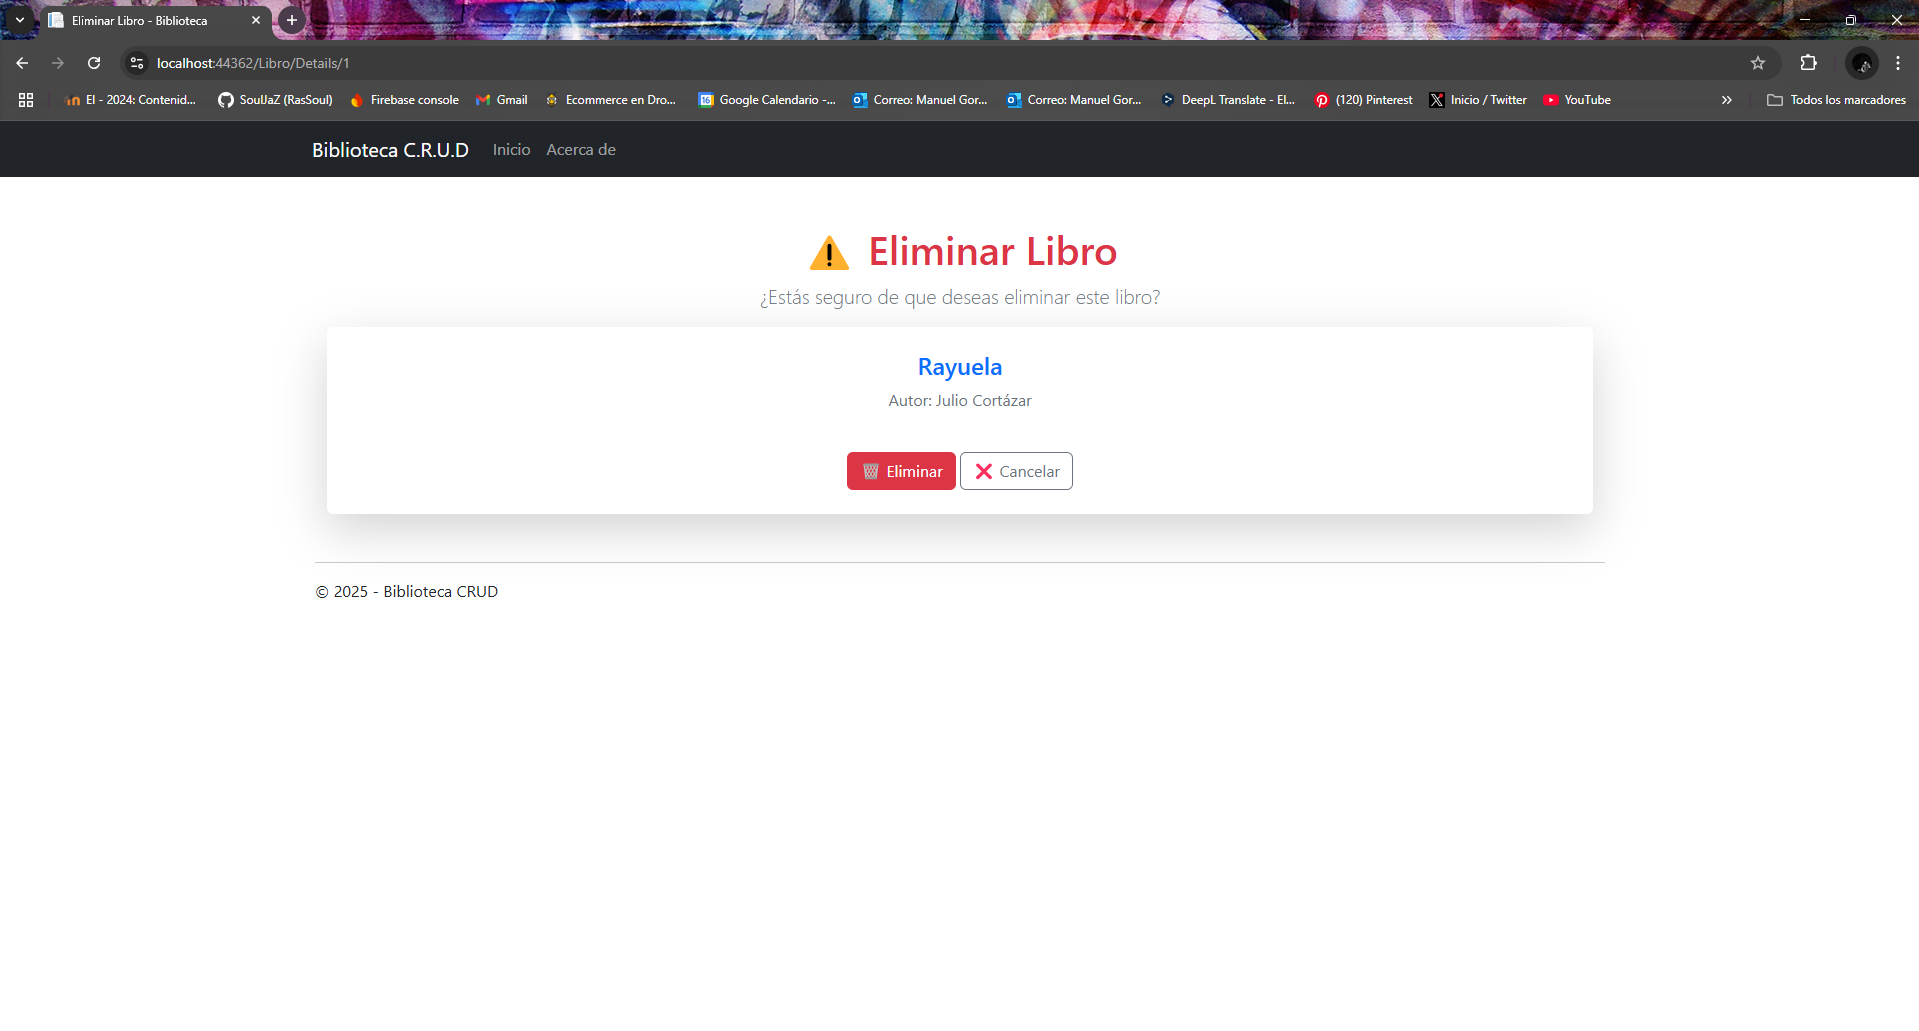 Eliminar Libro - Biblioteca
localhost:44362/Libro/Details/1
EI - 2024: Contenid... SoulJaZ (RasSoul) Firebase console Gmail Ecommerce en Dro... Google Calendario -... Correo: Manuel Gor... Correo: Manuel Gor... DeepL Translate - El... (120) Pinterest Inicio / Twitter YouTube » Todos los marcadores
Biblioteca C.R.U.D Inicio Acerca de
Eliminar Libro
¿Estás seguro de que deseas eliminar este libro?
Rayuela
Autor: Julio Cortázar
Eliminar Cancelar
© 2025 - Biblioteca CRUD